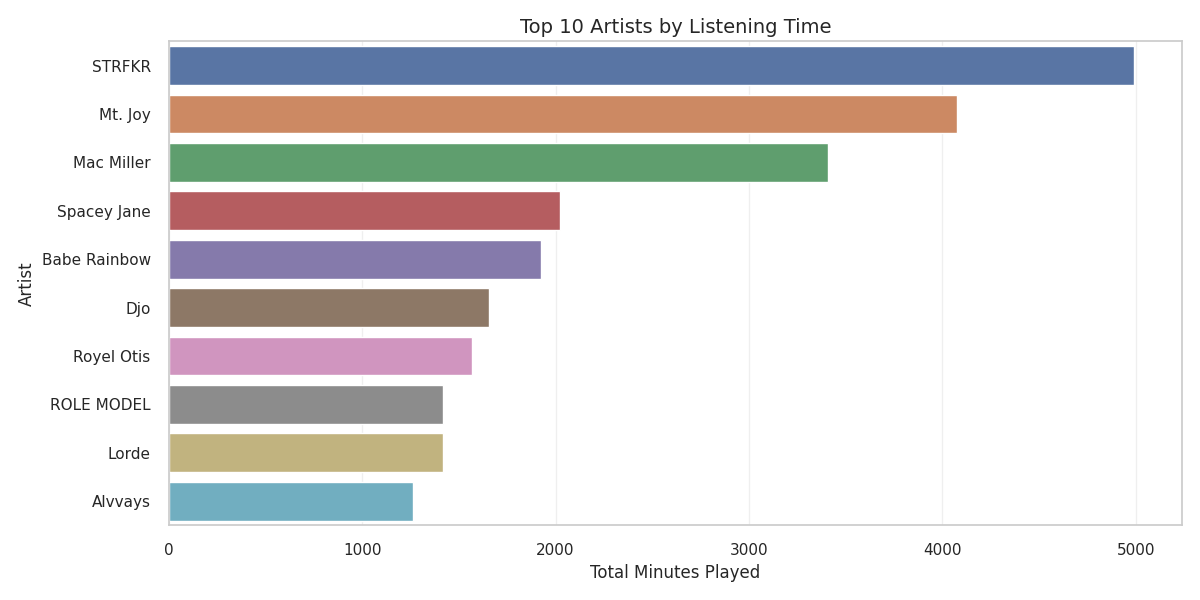 Top 10 Artists by Listening Time
Artist
STRFKR
Mt. Joy
Mac Miller
Spacey Jane
Babe Rainbow
Djo
Royel Otis
ROLE MODEL
Lorde
Alvvays
0 1000 2000 3000 4000 5000
Total Minutes Played